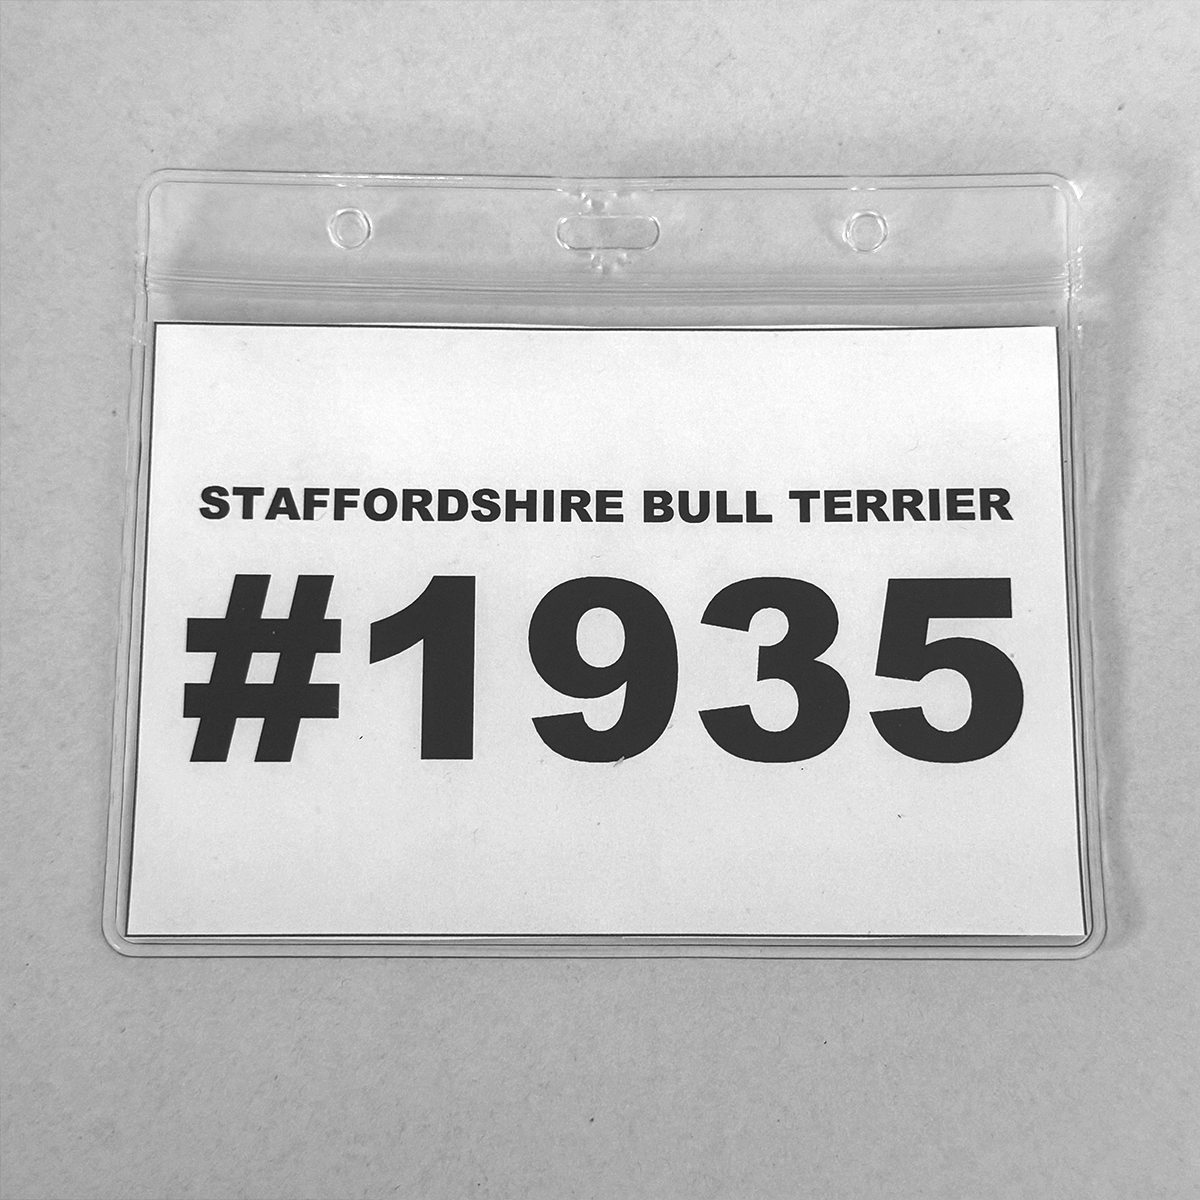 STAFFORDSHIRE BULL TERRIER
#1935